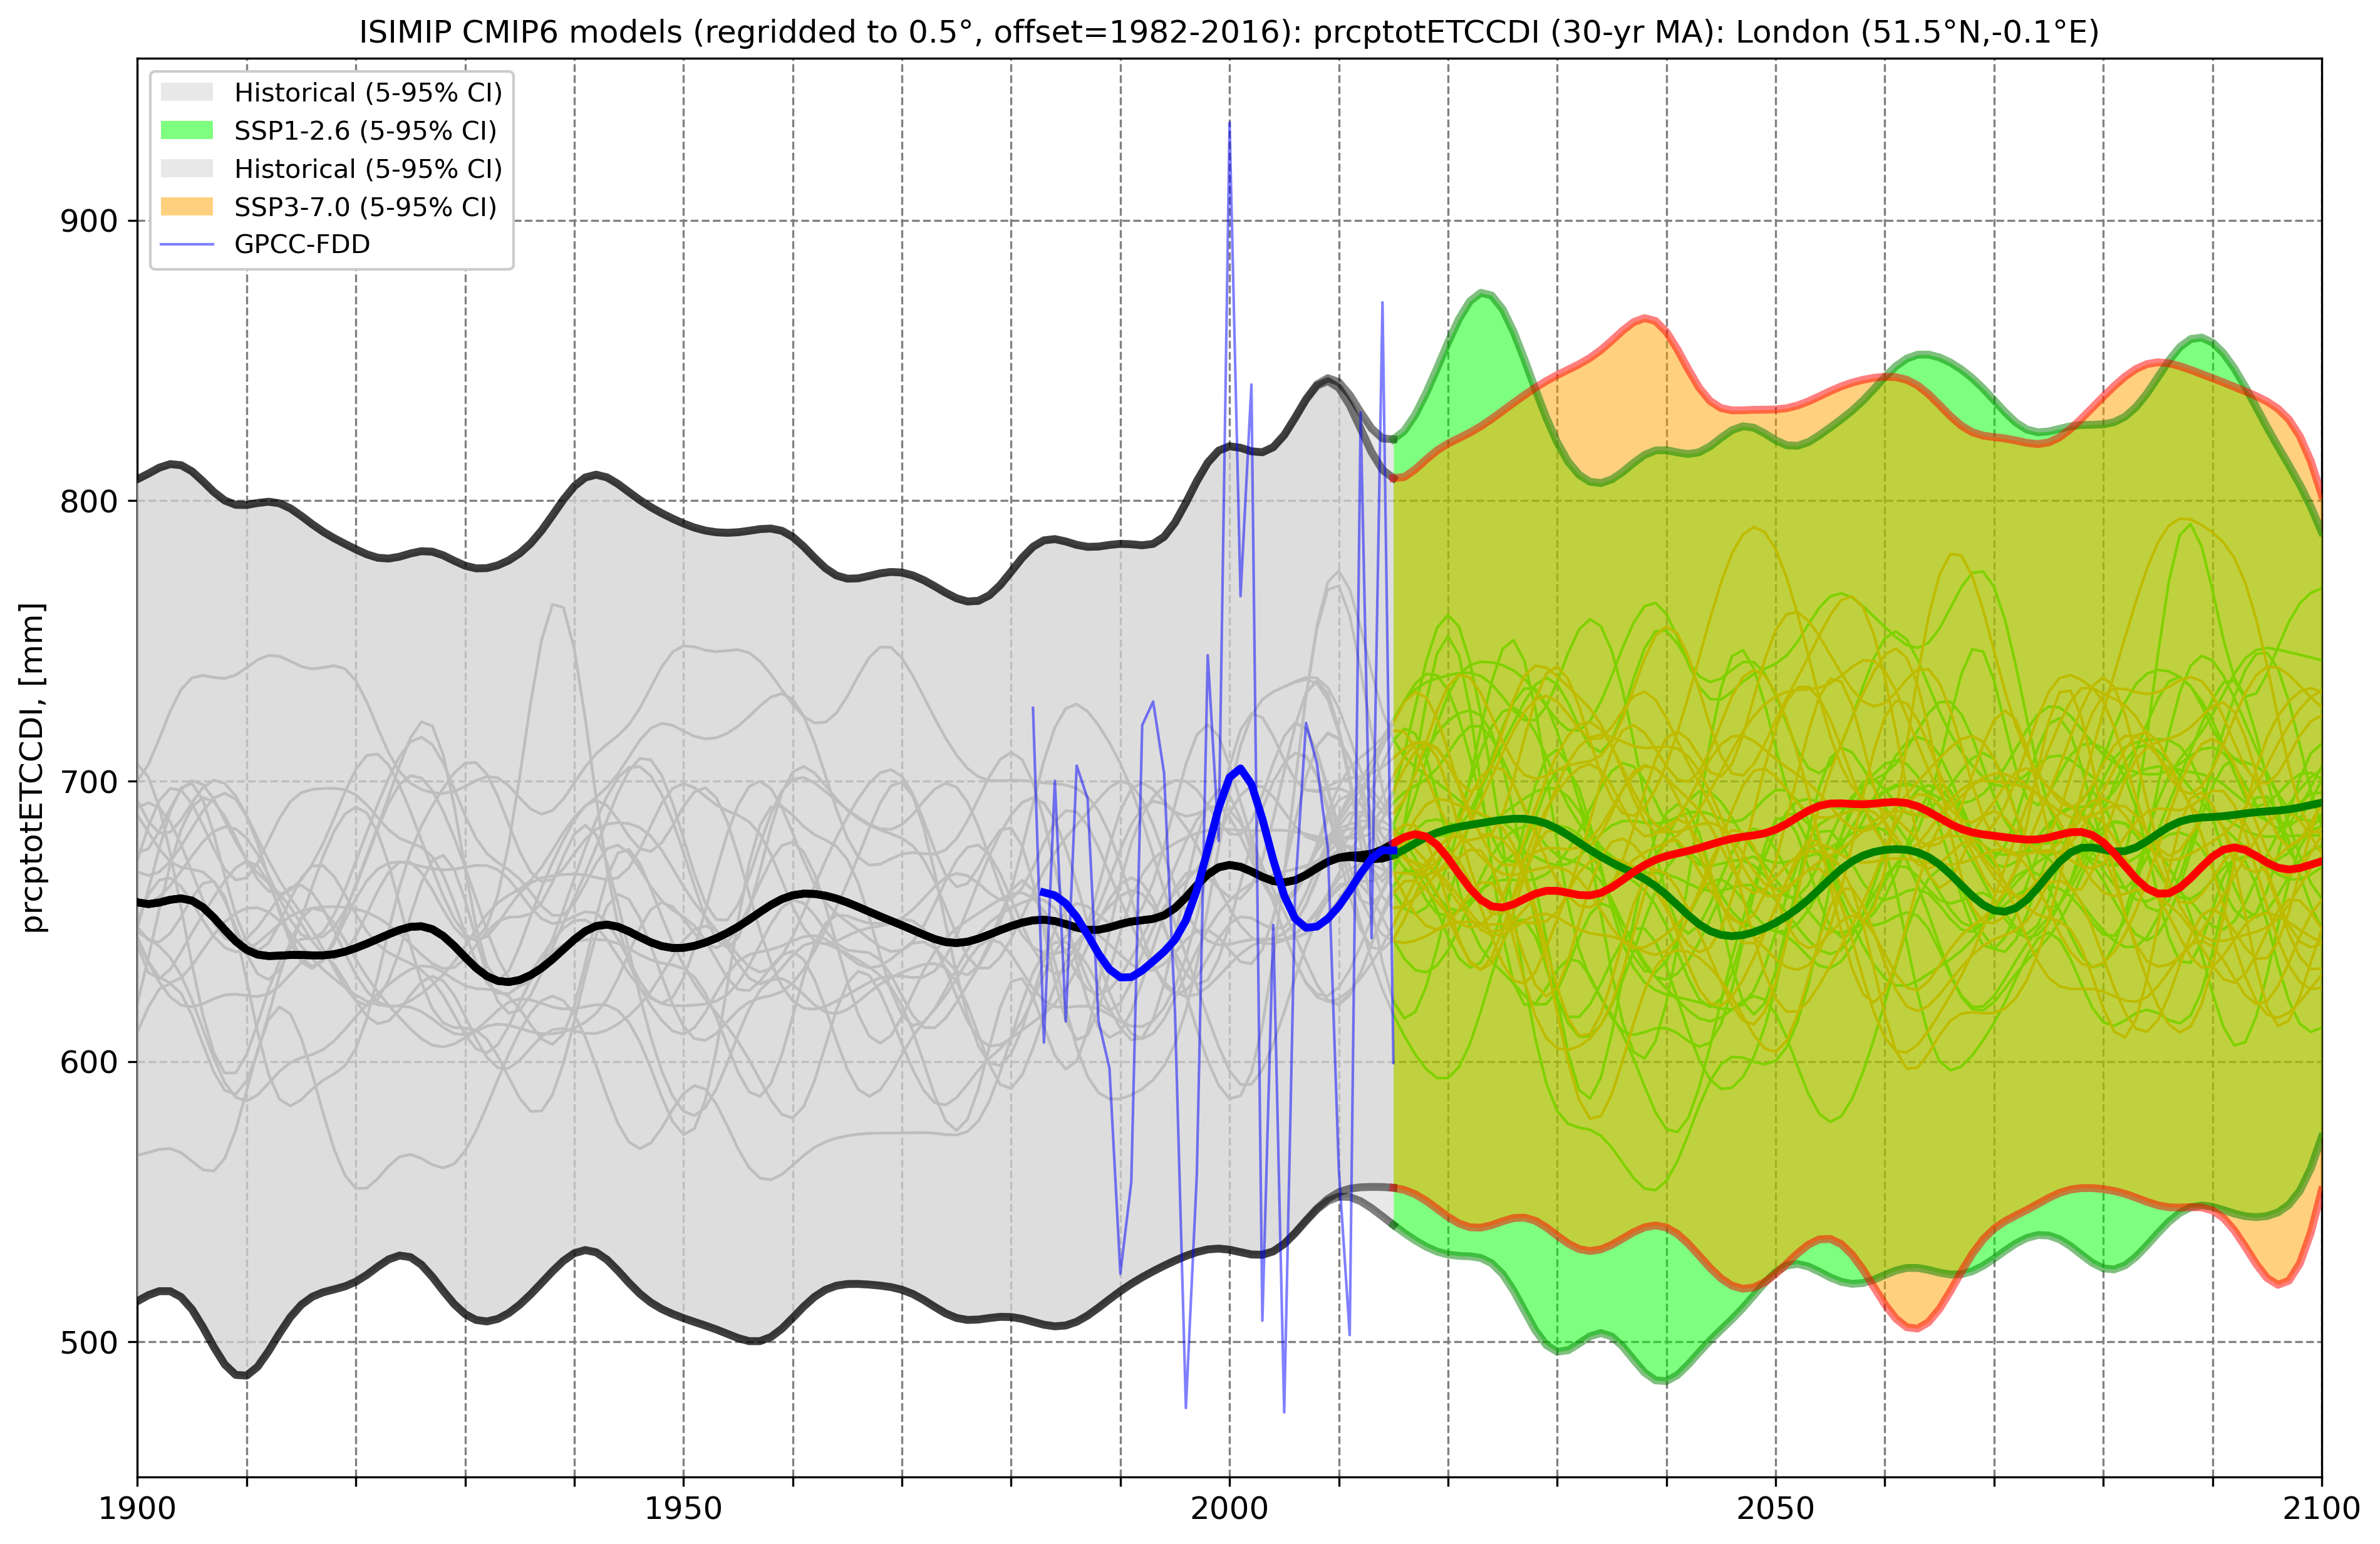 ISIMIP CMIP6 models (regridded to 0.5°, offset=1982-2016): prcptotETCCDI (30-yr MA): London (51.5°N,-0.1°E)
Historical (5-95% CI)
SSP1-2.6 (5-95% CI)
Historical (5-95% CI)
SSP3-7.0 (5-95% CI)
GPCC-FDD
prcptotETCCDI, [mm]
900
800
700
600
500
1900 1950 2000 2050 2100